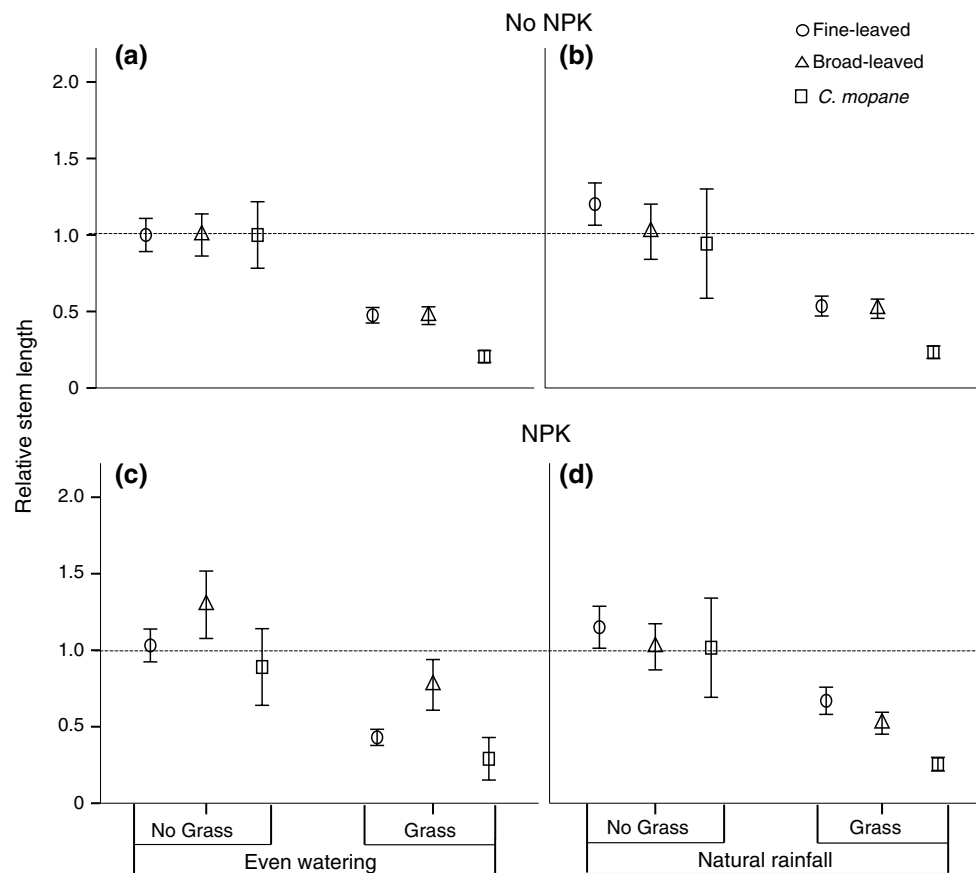 No NPK
(a)
(b)
Fine-leaved
Broad-leaved
C. mopane
2.0
1.5
1.0
0.5
0
Relative stem length
NPK
(c)
(d)
2.0
1.5
1.0
0.5
0
No Grass
Grass
No Grass
Grass
Even watering
Natural rainfall